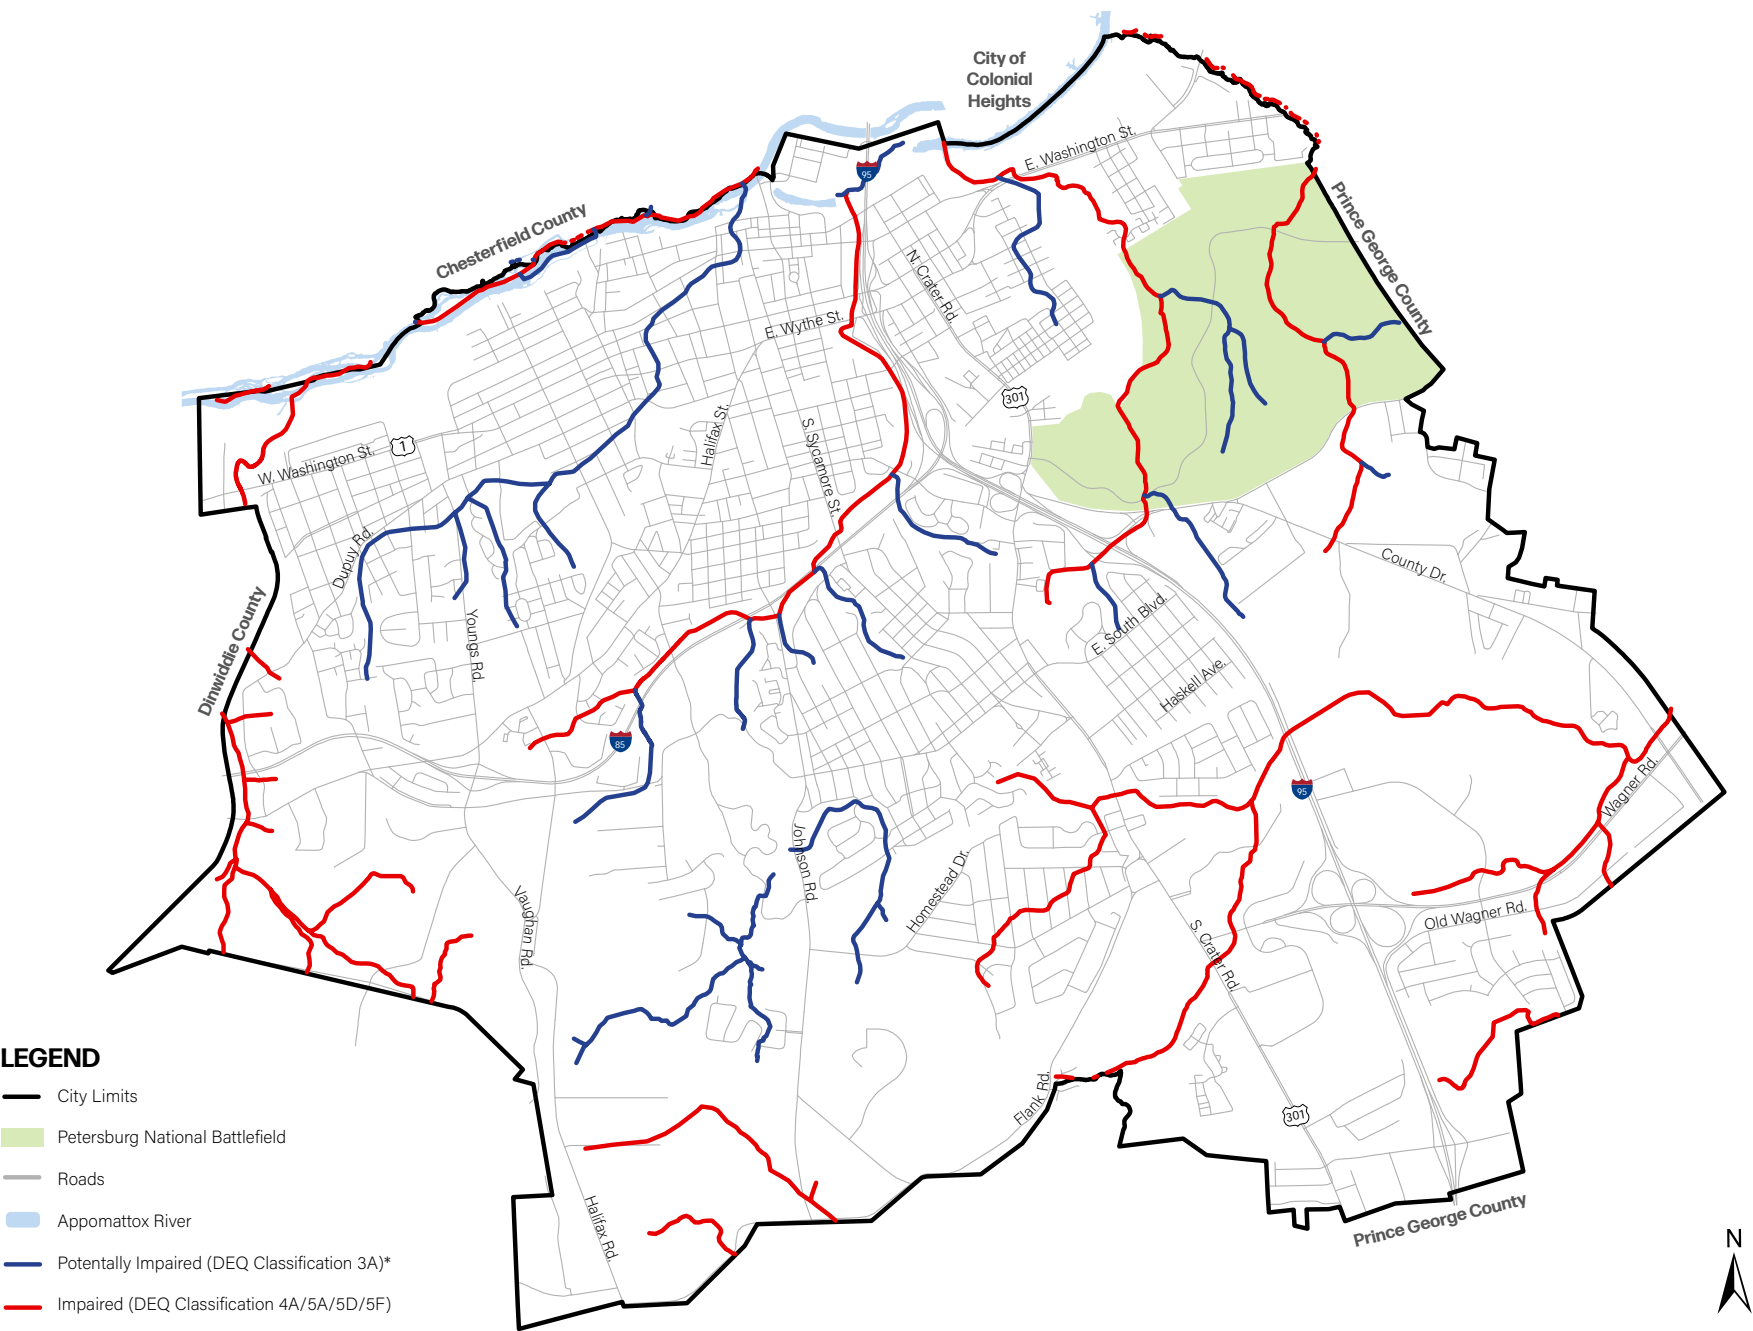 City of
Colonial
Heights
E. Washington St.
95
Chesterfield County
Prince George County
N. Crater Rd.
E. Wythe St.
301
Halifax St.
S. Sycamore St.
1
W. Washington St.
Dupuy Rd.
County Dr.
Dinwiddie County
Youngs Rd.
E. South Blvd.
Haskell Ave.
85
95
Wagner Rd.
Johnson Rd.
Homestead Dr.
Vaughan Rd.
Old Wagner Rd.
S. Crater Rd.
Flank Rd.
301
Halifax Rd.
Prince George County
LEGEND
City Limits
Petersburg National Battlefield
Roads
Appomattox River
Potentally Impaired (DEQ Classification 3A)*
Impaired (DEQ Classification 4A/5A/5D/5F)
N